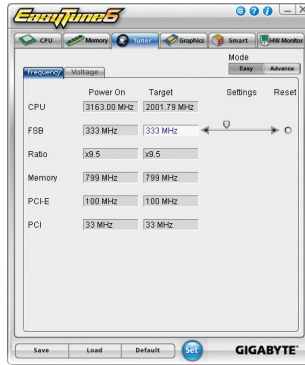 EasyTune6
CPU Memory Tuner Graphics Smart HW Monitor
Mode
Easy Advance
Frequency Voltage
Power On Target Settings Reset
CPU 3163.00 MHz 2001.79 MHz
FSB 333 MHz 333 MHz
Ratio x9.5 x9.5
Memory 799 MHz 799 MHz
PCI-E 100 MHz 100 MHz
PCI 33 MHz 33 MHz
Save Load Default Set GIGABYTE